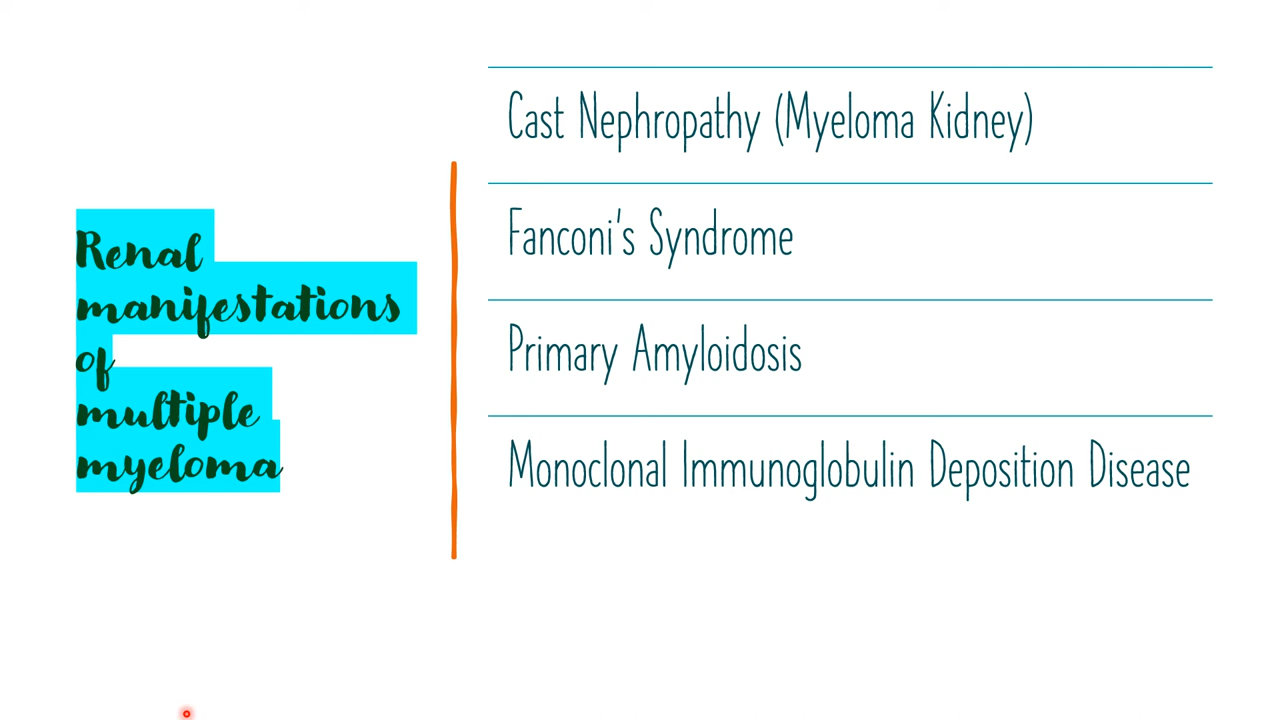 Renal
manifestations
of
multiple
myeloma
Cast Nephropathy (Myeloma Kidney)
Fanconi's Syndrome
Primary Amyloidosis
Monoclonal Immunoglobulin Deposition Disease